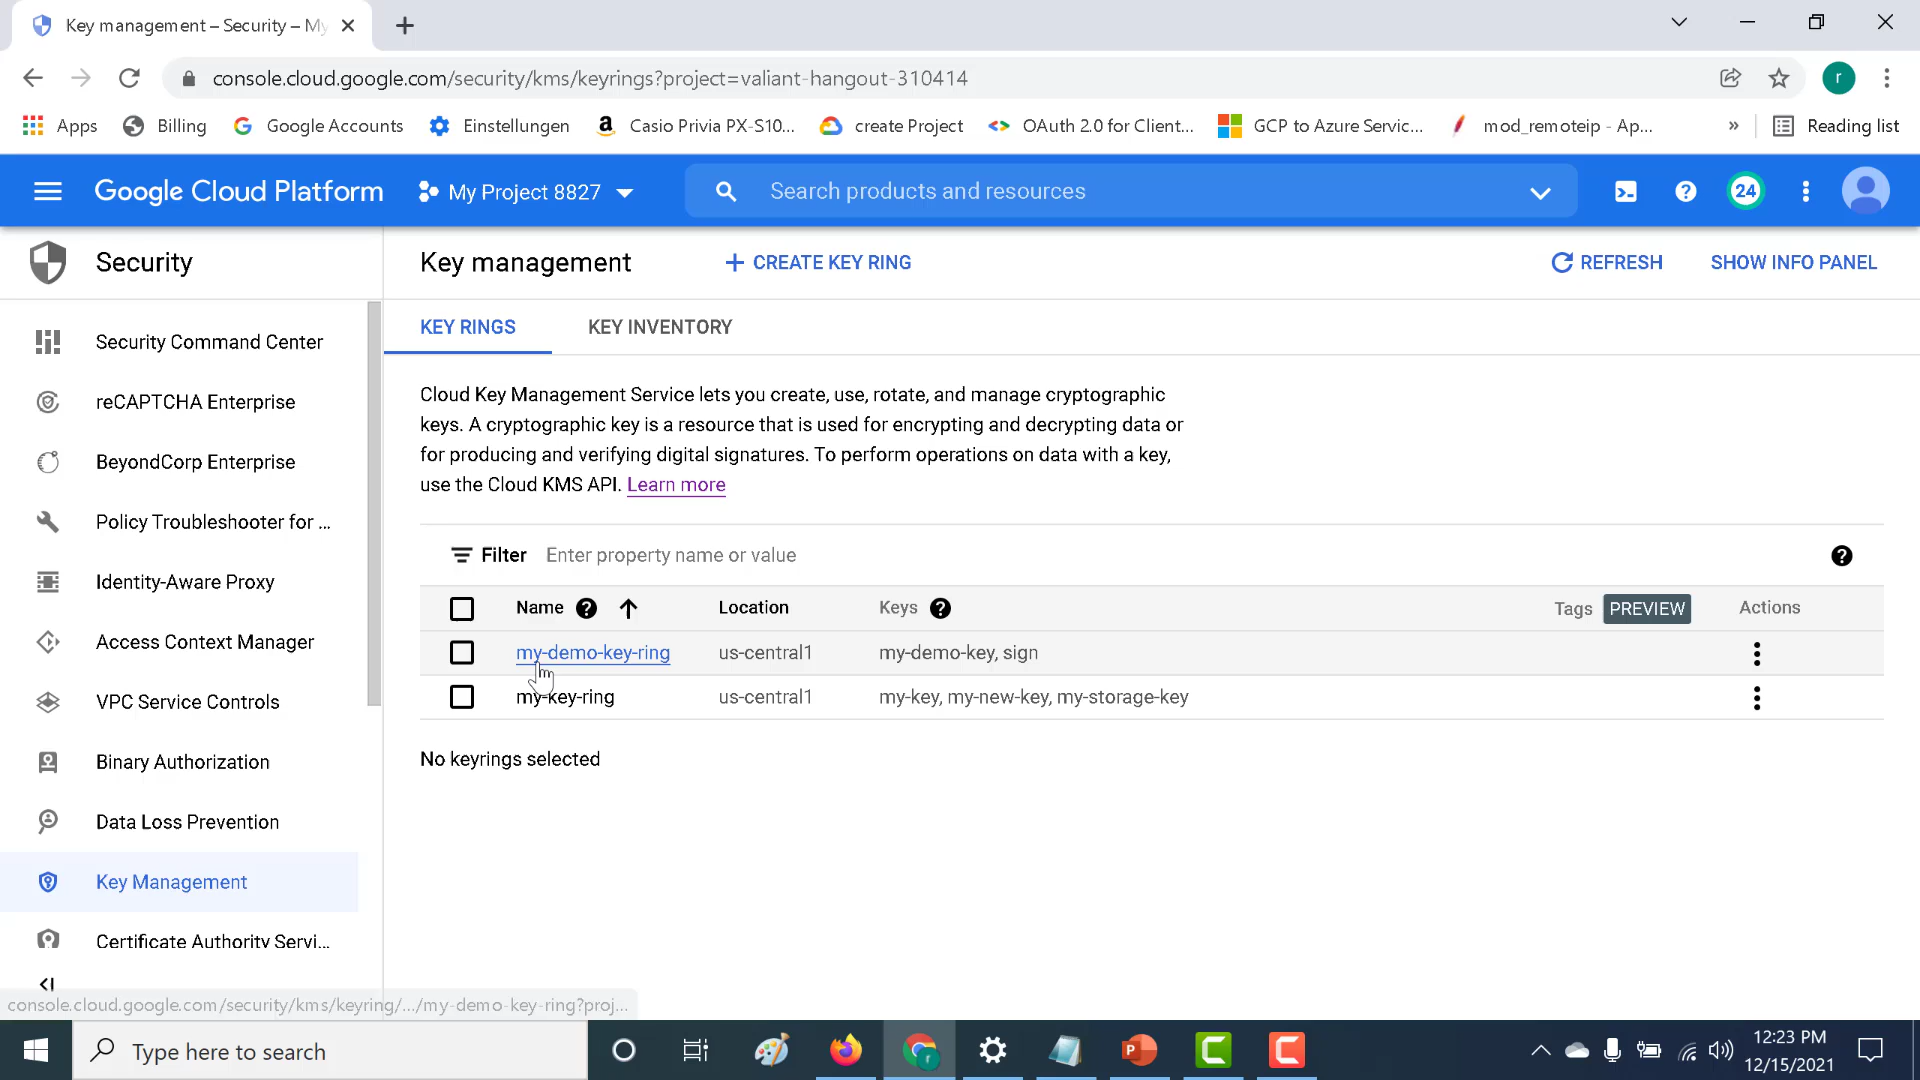 Key management – Security – My
console.cloud.google.com/security/kms/keyrings?project=valiant-hangout-310414
r
Apps
Billing
Google Accounts
Einstellungen
Casio Privia PX-S10...
create Project
OAuth 2.0 for Client...
GCP to Azure Servic...
mod_remoteip - Ap...
»
Reading list
Google Cloud Platform
My Project 8827
Search products and resources
24
Security
Key management
CREATE KEY RING
REFRESH
SHOW INFO PANEL
Security Command Center
reCAPTCHA Enterprise
BeyondCorp Enterprise
Policy Troubleshooter for ...
Identity-Aware Proxy
Access Context Manager
VPC Service Controls
Binary Authorization
Data Loss Prevention
Key Management
Certificate Authority Servi...
KEY RINGS
KEY INVENTORY
Cloud Key Management Service lets you create, use, rotate, and manage cryptographic
keys. A cryptographic key is a resource that is used for encrypting and decrypting data or
for producing and verifying digital signatures. To perform operations on data with a key,
use the Cloud KMS API. Learn more
Filter Enter property name or value
Name Location Keys Tags PREVIEW Actions
my-demo-key-ring us-central1 my-demo-key, sign
my-key-ring us-central1 my-key, my-new-key, my-storage-key
No keyrings selected
console.cloud.google.com/security/kms/keyring/.../my-demo-key-ring?proj...
Type here to search
12:23 PM
12/15/2021